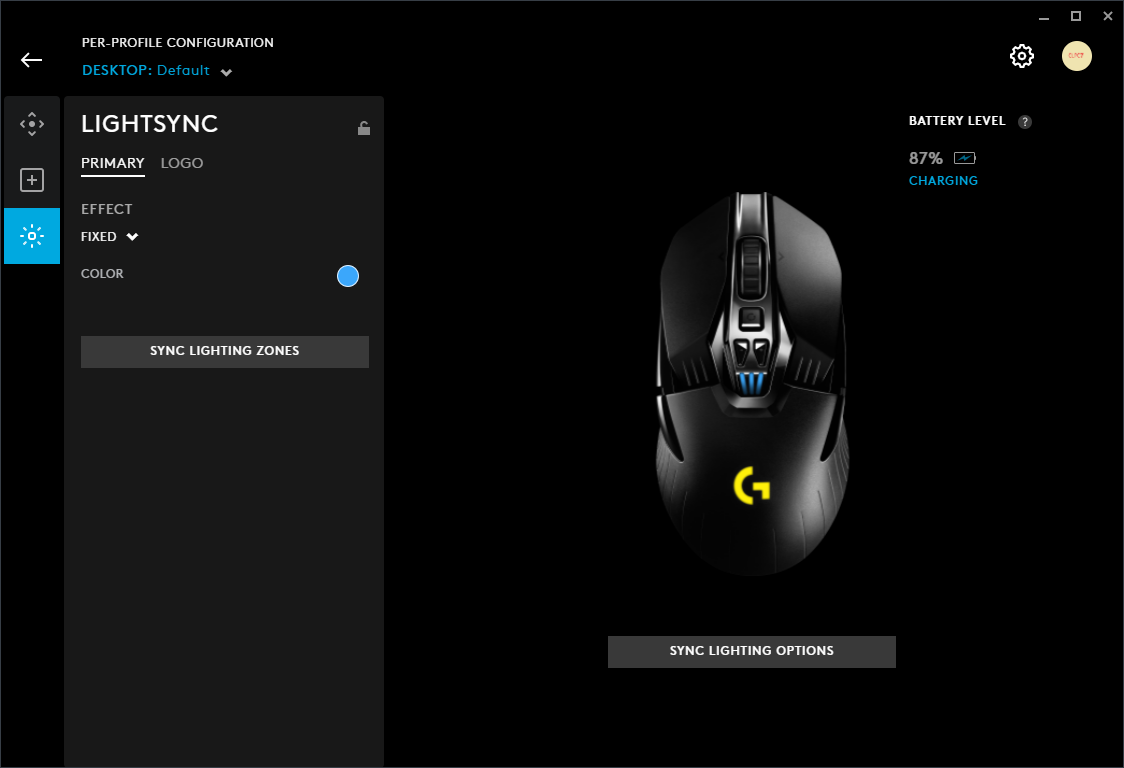 PER-PROFILE CONFIGURATION
DESKTOP: Default
LIGHTSYNC
PRIMARY LOGO
EFFECT
FIXED
COLOR
SYNC LIGHTING ZONES
BATTERY LEVEL ?
87%
CHARGING
G
SYNC LIGHTING OPTIONS